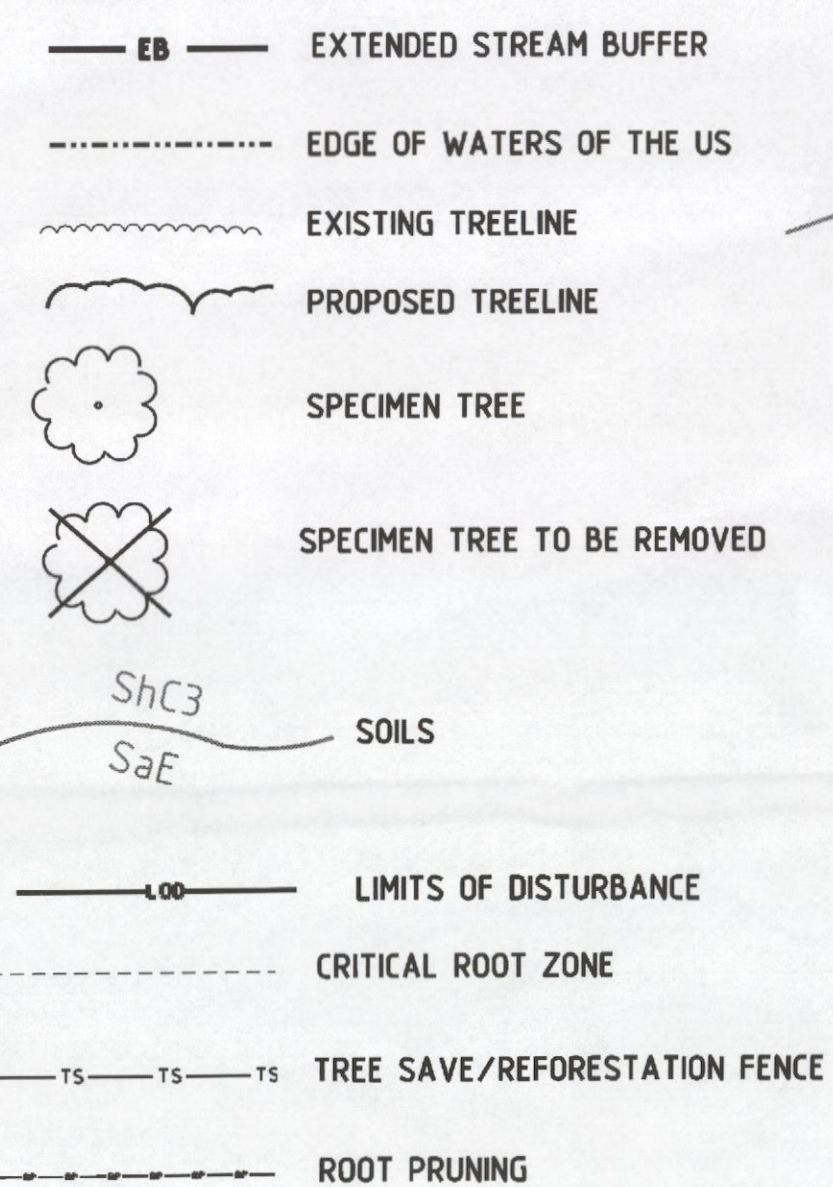 EB EXTENDED STREAM BUFFER
EDGE OF WATERS OF THE US
EXISTING TREELINE
PROPOSED TREELINE
SPECIMEN TREE
SPECIMEN TREE TO BE REMOVED
ShC3
SOILS
SaE
LOD LIMITS OF DISTURBANCE
CRITICAL ROOT ZONE
TS TS TS TREE SAVE/REFORESTATION FENCE
ROOT PRUNING